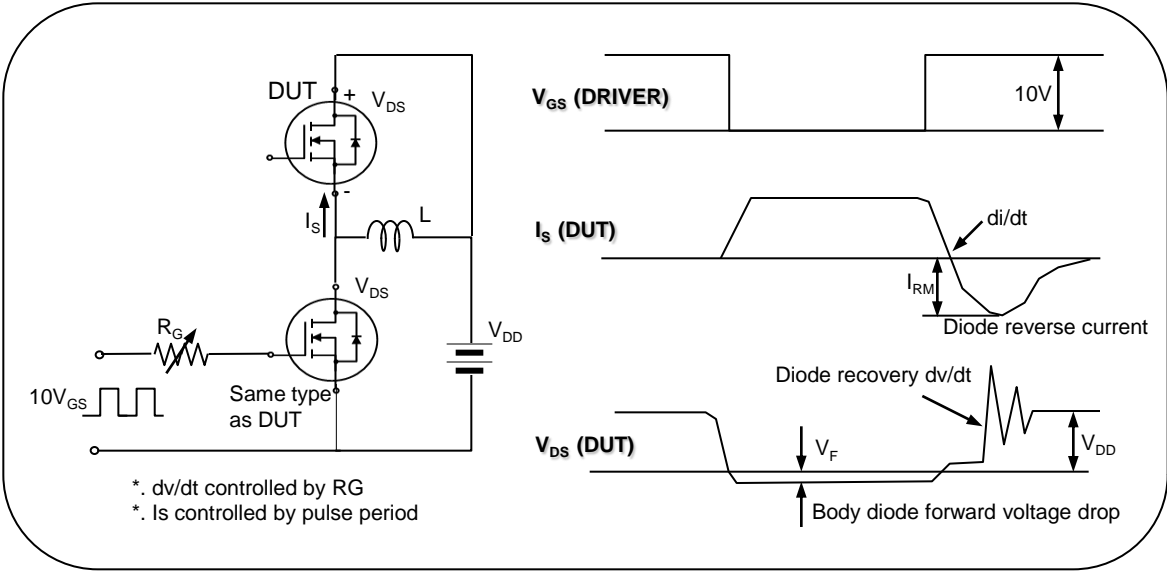 DUT
+
V_DS
-
I_S
L
V_DS
R_G
V_DD
10V_GS
Same type
as DUT
*. dv/dt controlled by RG
*. Is controlled by pulse period
V_GS (DRIVER)
10V
I_S (DUT)
di/dt
I_RM
Diode reverse current
Diode recovery dv/dt
V_DS (DUT)
V_F
V_DD
Body diode forward voltage drop